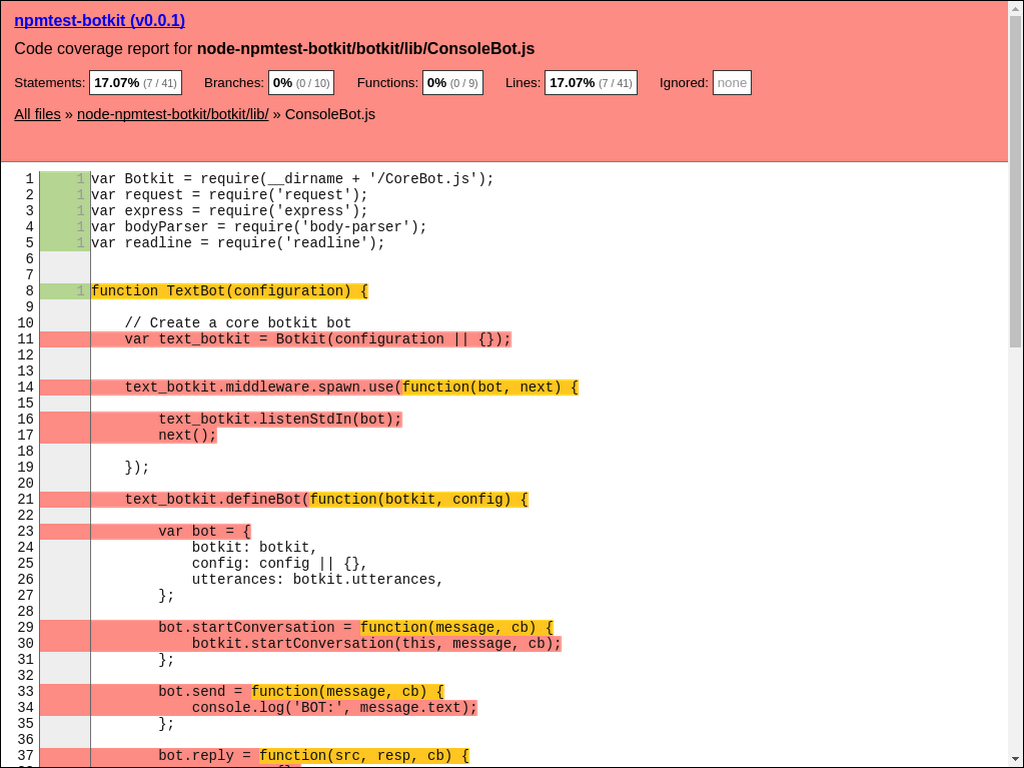 npmtest-botkit (v0.0.1)
Code coverage report for node-npmtest-botkit/botkit/lib/ConsoleBot.js
Statements: 17.07% (7 / 41) Branches: 0% (0 / 10) Functions: 0% (0 / 9) Lines: 17.07% (7 / 41) Ignored: none
All files » node-npmtest-botkit/botkit/lib/ » ConsoleBot.js
1 1 var Botkit = require(__dirname + '/CoreBot.js');
2 1 var request = require('request');
3 1 var express = require('express');
4 1 var bodyParser = require('body-parser');
5 1 var readline = require('readline');
6
7
8 1 function TextBot(configuration) {
9
10 // Create a core botkit bot
11 var text_botkit = Botkit(configuration || {});
12
13
14 text_botkit.middleware.spawn.use(function(bot, next) {
15
16 text_botkit.listenStdIn(bot);
17 next();
18
19 });
20
21 text_botkit.defineBot(function(botkit, config) {
22
23 var bot = {
24 botkit: botkit,
25 config: config || {},
26 utterances: botkit.utterances,
27 };
28
29 bot.startConversation = function(message, cb) {
30 botkit.startConversation(this, message, cb);
31 };
32
33 bot.send = function(message, cb) {
34 console.log('BOT:', message.text);
35 };
36
37 bot.reply = function(src, resp, cb) {